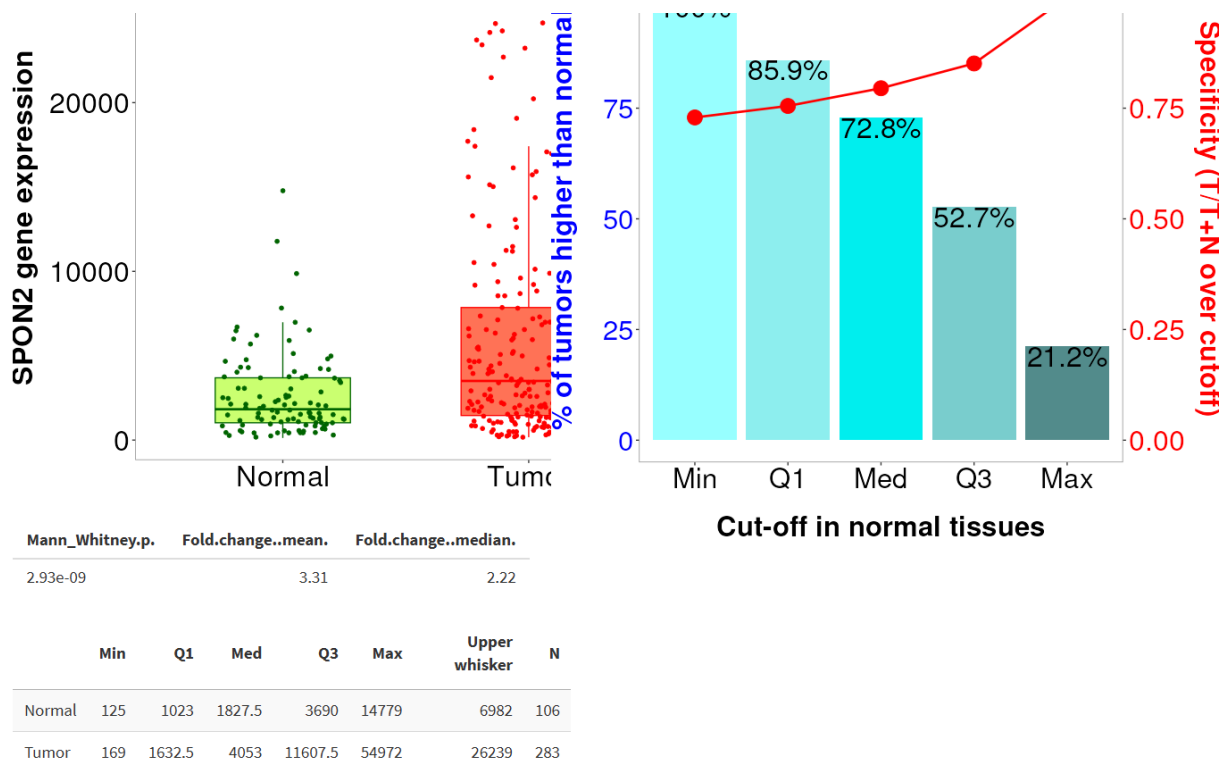 SPON2 gene expression
20000
10000
0
Normal
% of tumors higher than norma
75
50
25
0
85.9%
72.8%
52.7%
21.2%
Min Q1 Med Q3 Max
Cut-off in normal tissues
0.75
0.50
0.25
0.00
Specificity (T/T+N over cutoff)
Mann_Whitney.p. Fold.change..mean. Fold.change..median.
2.93e-09 3.31 2.22
Min Q1 Med Q3 Max Upper whisker N
Normal 125 1023 1827.5 3690 14779 6982 106
Tumor 169 1632.5 4053 11607.5 54972 26239 283